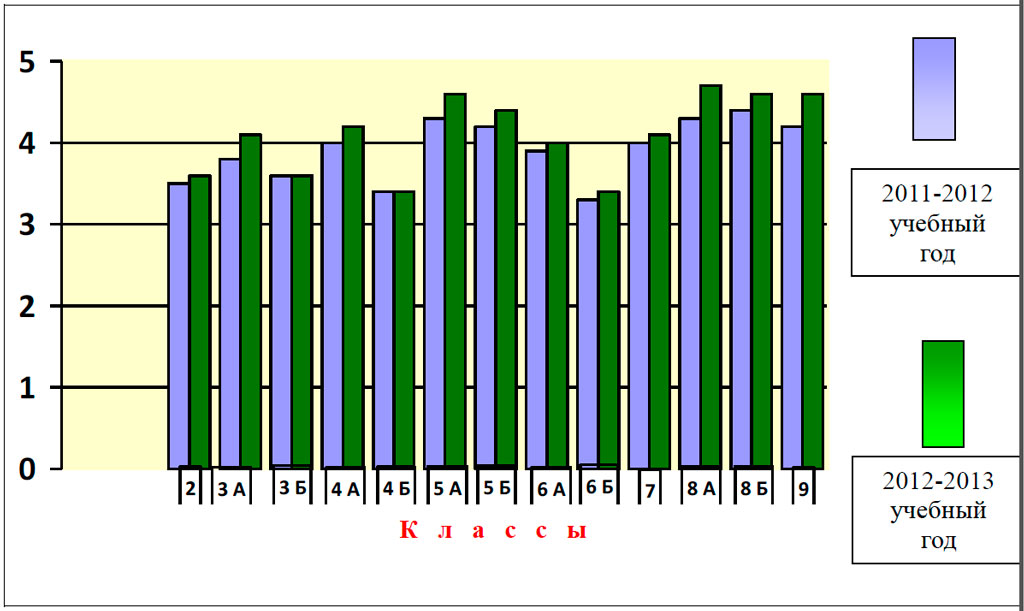 5
4
3
2
1
0
2 3 А 3 Б 4 А 4 Б 5 А 5 Б 6 А 6 Б 7 8 А 8 Б 9
Классы
2011-2012
учебный
год
2012-2013
учебный
год